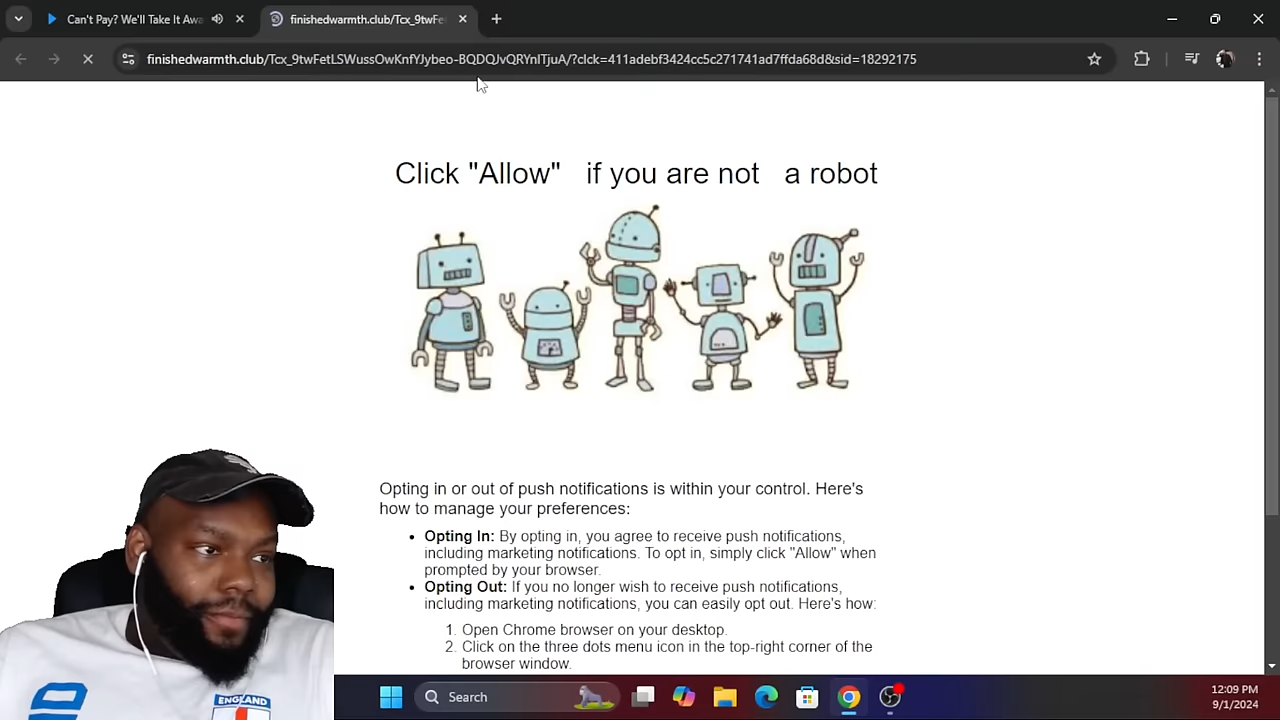 Can't Pay? We'll Take It Awa
finishedwarmth.club/Tcx_9twFe
finishedwarmth.club/Tcx_9twFetLSWussOwKnfYJybeo-BQDQJvQRYnITjuA/?clck=411adebf3424cc5c271741ad7ffda68d&sid=18292175
Click "Allow" if you are not a robot
Opting in or out of push notifications is within your control. Here's
how to manage your preferences:
• Opting In: By opting in, you agree to receive push notifications,
including marketing notifications. To opt in, simply click "Allow" when
prompted by your browser.
• Opting Out: If you no longer wish to receive push notifications,
including marketing notifications, you can easily opt out. Here's how:
1. Open Chrome browser on your desktop.
2. Click on the three dots menu icon in the top-right corner of the
browser window.
ENGLAND
Search
12:09 PM
9/1/2024